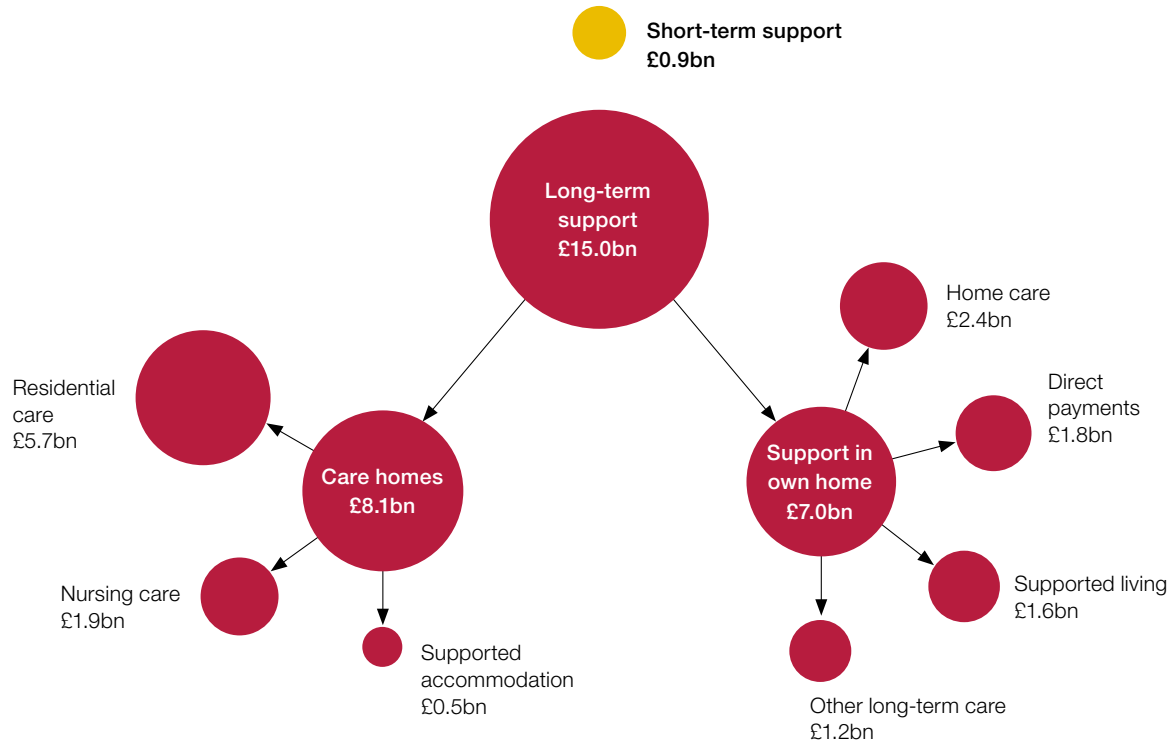 Short-term support
£0.9bn
Long-term
support
£15.0bn
Home care
£2.4bn
Residential
care
£5.7bn
Direct
payments
£1.8bn
Care homes
£8.1bn
Support in
own home
£7.0bn
Nursing care
£1.9bn
Supported living
£1.6bn
Supported
accommodation
£0.5bn
Other long-term care
£1.2bn